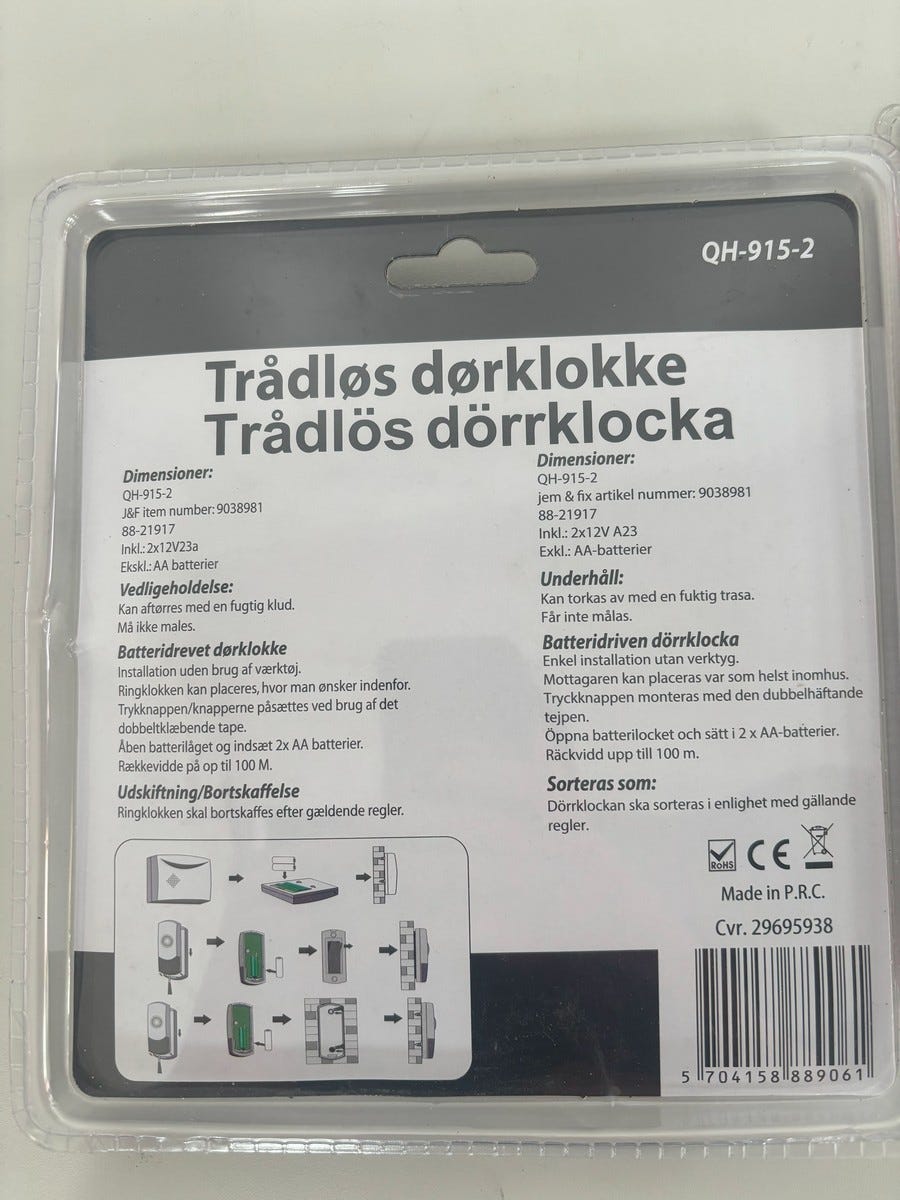 QH-915-2
Trådløs dørklokke
Trådlös dörrklocka
Dimensioner:
QH-915-2
J&F item number: 9038981
88-21917
Inkl.: 2x12V23a
Ekskl.: AA batterier
Vedligeholdelse:
Kan aftørres med en fugtig klud.
Må ikke males.
Batteridrevet dørklokke
Installation uden brug af værktøj.
Ringklokken kan placeres, hvor man ønsker indenfor.
Trykknappen/knapperne påsættes ved brug af det
dobbeltklæbende tape.
Åben batterilåget og indsæt 2x AA batterier.
Rækkevidde på op til 100 M.
Udskiftning/Bortskaffelse
Ringklokken skal bortskaffes efter gældende regler.
Dimensioner:
QH-915-2
jem & fix artikel nummer: 9038981
88-21917
Inkl.: 2x12V A23
Exkl.: AA-batterier
Underhåll:
Kan torkas av med en fuktig trasa.
Får inte målas.
Batteridriven dörrklocka
Enkel installation utan verktyg.
Mottagaren kan placeras var som helst inomhus.
Tryckknappen monteras med den dubbelhäftande
tejpen.
Öppna batterilocket och sätt i 2 x AA-batterier.
Räckvidd upp till 100 m.
Sorteras som:
Dörrklockan ska sorteras i enlighet med gällande
regler.
RoHS CE
Made in P.R.C.
Cvr. 29695938
5 704158 889061